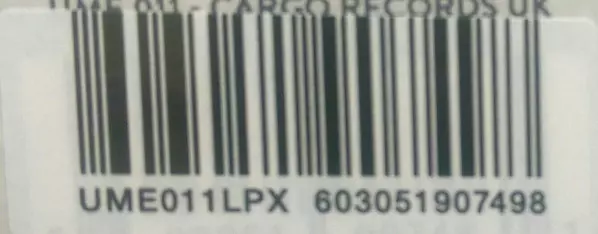 UME 011 - CARGO RECORDS UK
UME011LPX 603051907498